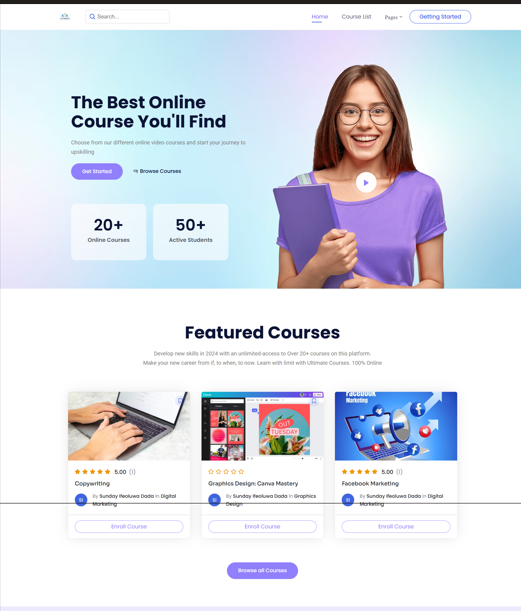 Search...
Home
Course List
Pages
Getting Started
The Best Online
Course You'll Find
Choose from our different online video courses and start your journey to
upskilling
Get Started
Browse Courses
20+
Online Courses
50+
Active Students
Featured Courses
Develop new skills in 2024 with an unlimited-access to Over 20+ courses on this platform.
Make your new career from if, to when, to now. Learn with limit with Ultimate Courses. 100% Online
OUT
TUESDAY
Facebook
Marketing
5.00 (1)
5.00 (1)
Copywriting
Graphics Design: Canva Mastery
Facebook Marketing
SI
By Sunday Ifeoluwa Dada In Digital
Marketing
SI
By Sunday Ifeoluwa Dada In Graphics
Design
SI
By Sunday Ifeoluwa Dada In Digital
Marketing
Enroll Course
Enroll Course
Enroll Course
Browse all Courses